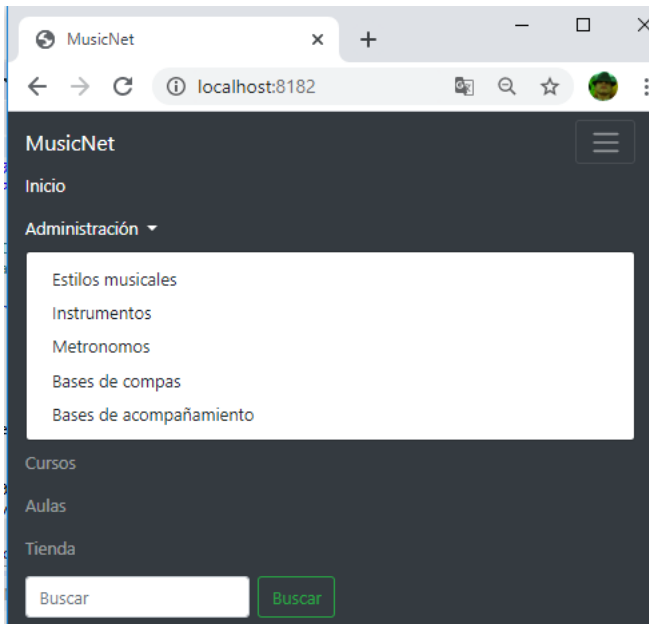 MusicNet
localhost:8182
MusicNet
Inicio
Administración
Estilos musicales
Instrumentos
Metronomos
Bases de compas
Bases de acompañamiento
Cursos
Aulas
Tienda
Buscar Buscar